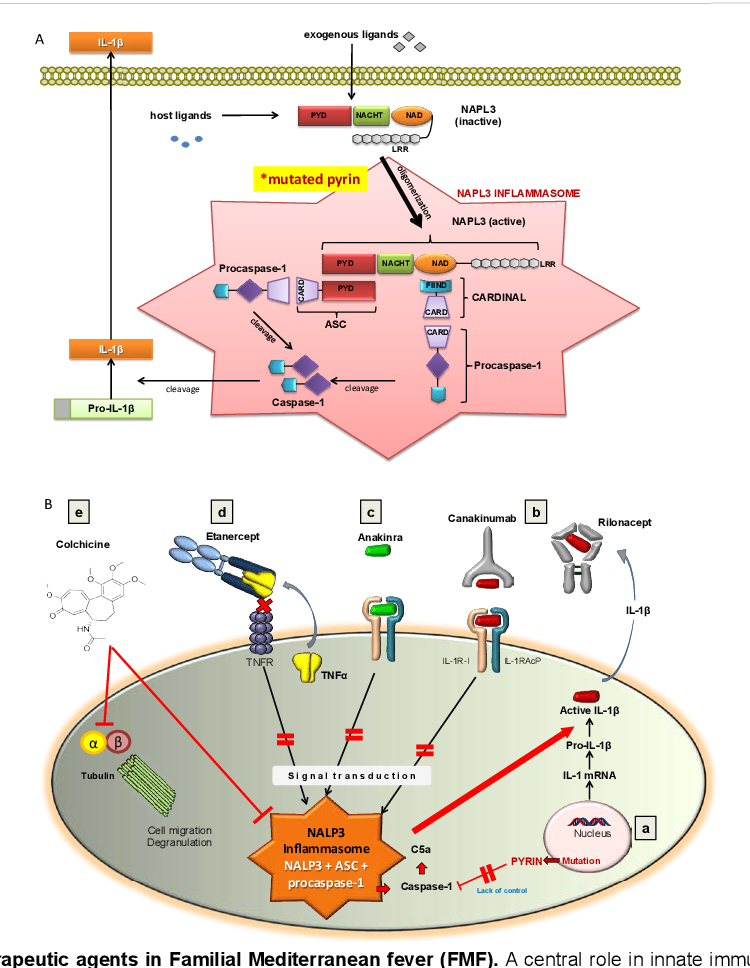 A
IL-1β
exogenous ligands
host ligands
PYD
NACHT
NAD
NAPL3
(inactive)
LRR
*mutated pyrin
oligomerization
NAPL3 INFLAMMASOME
NAPL3 (active)
PYD
NACHT
NAD
LRR
Procaspase-1
CARD
PYD
ASC
FIIND
CARD
CARDINAL
cleavage
CARD
Procaspase-1
IL-1β
cleavage
cleavage
Caspase-1
Pro-IL-1β
B
e
d
c
b
Colchicine
Etanercept
Anakinra
Canakinumab
Rilonacept
O
O
O
O
O
HN
O
IL-1β
TNFR
TNFα
IL-1R-I
IL-1RAcP
Active IL-1β
Pro-IL-1β
IL-1 mRNA
α
β
Tubulin
Signal transduction
Cell migration
Degranulation
NALP3
Inflammasome
NALP3 + ASC +
procaspase-1
C5a
Caspase-1
Nucleus
a
PYRIN
Mutation
Lack of control
rapeutic agents in Familial Mediterranean fever (FMF). A central role in innate immu